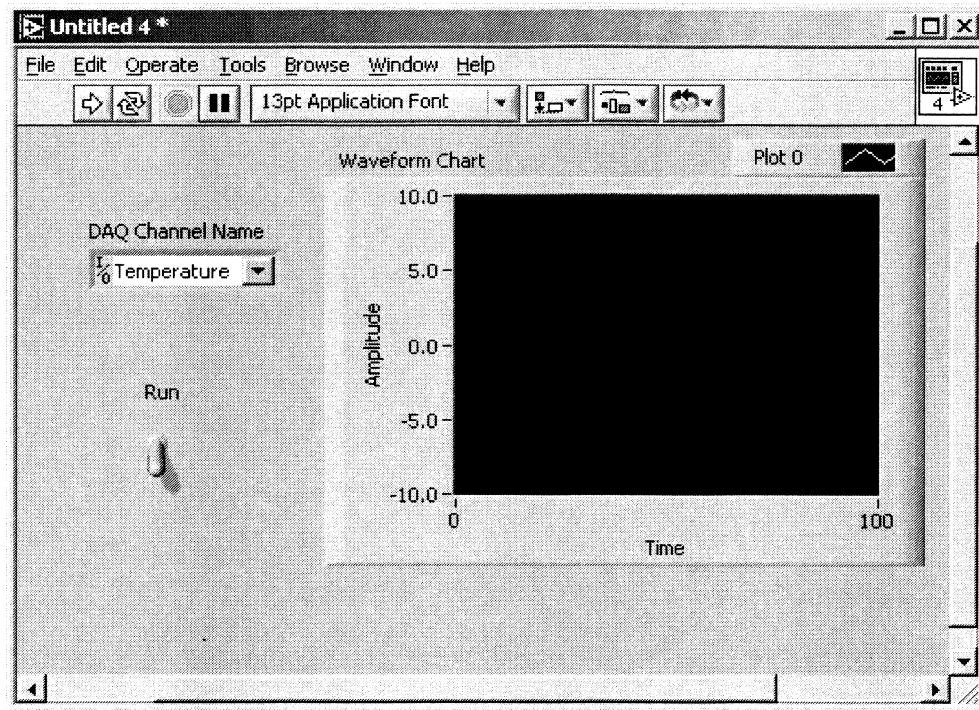 Untitled 4 *
File Edit Operate Tools Browse Window Help
13pt Application Font
4
Waveform Chart
Plot 0
DAQ Channel Name
I/O Temperature
Run
Amplitude
10.0
5.0
0.0
-5.0
-10.0
0
100
Time